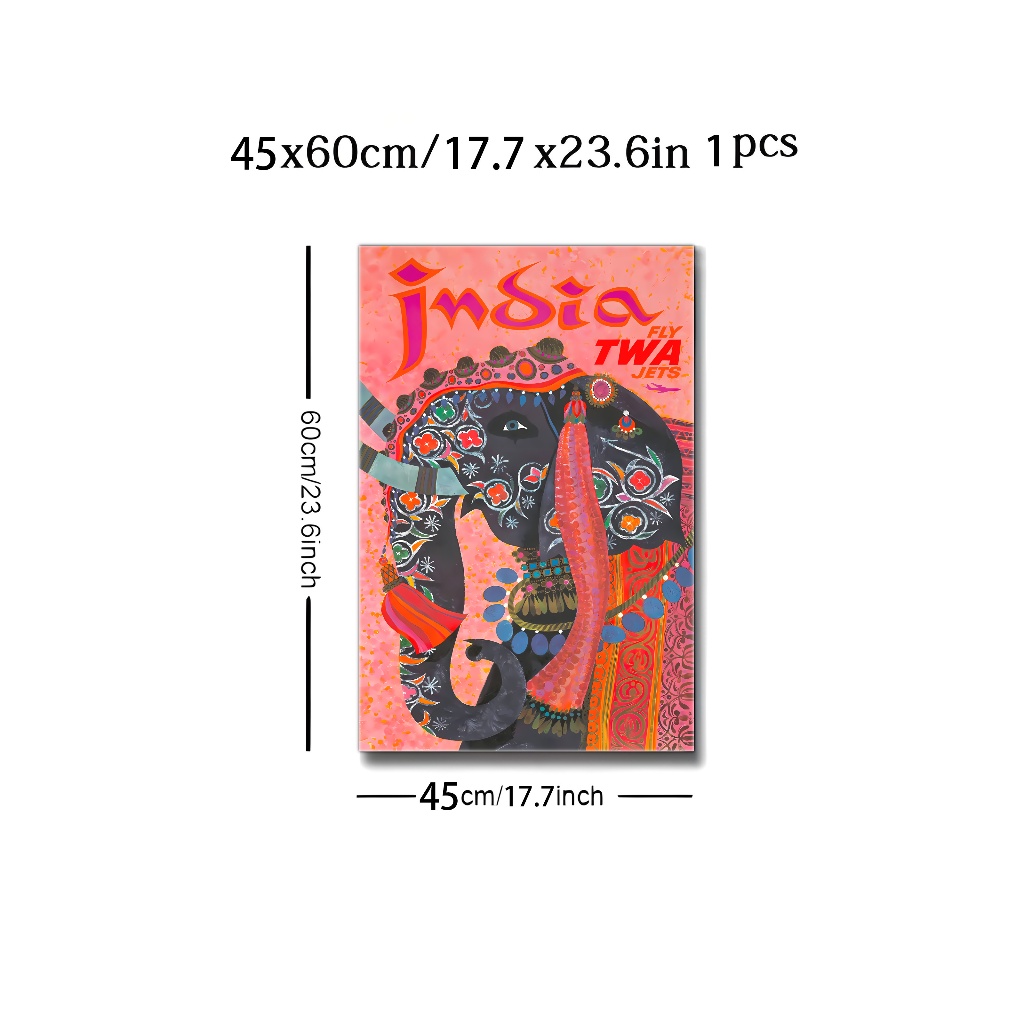 45x60cm/17.7 x23.6in 1pcs
india
FLY
TWA
JETS
60cm/23.6inch
45cm/17.7inch